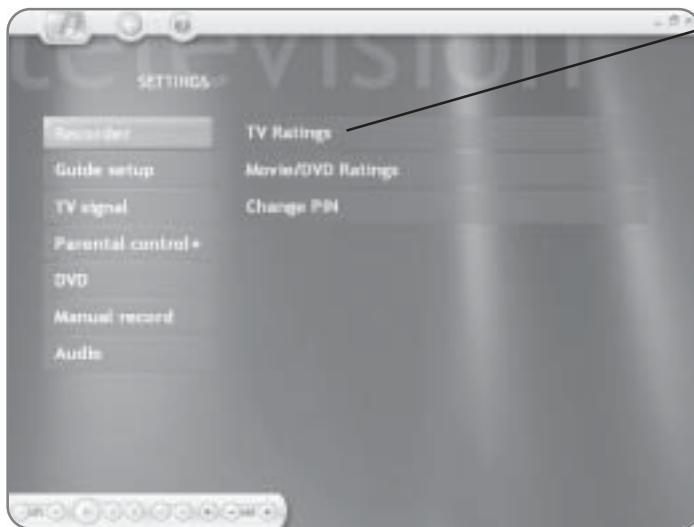 television
SETTINGS
Recorder
Guide setup
TV signal
Parental control
DVD
Manual record
Audio
TV Ratings
Movie/DVD Ratings
Change PIN